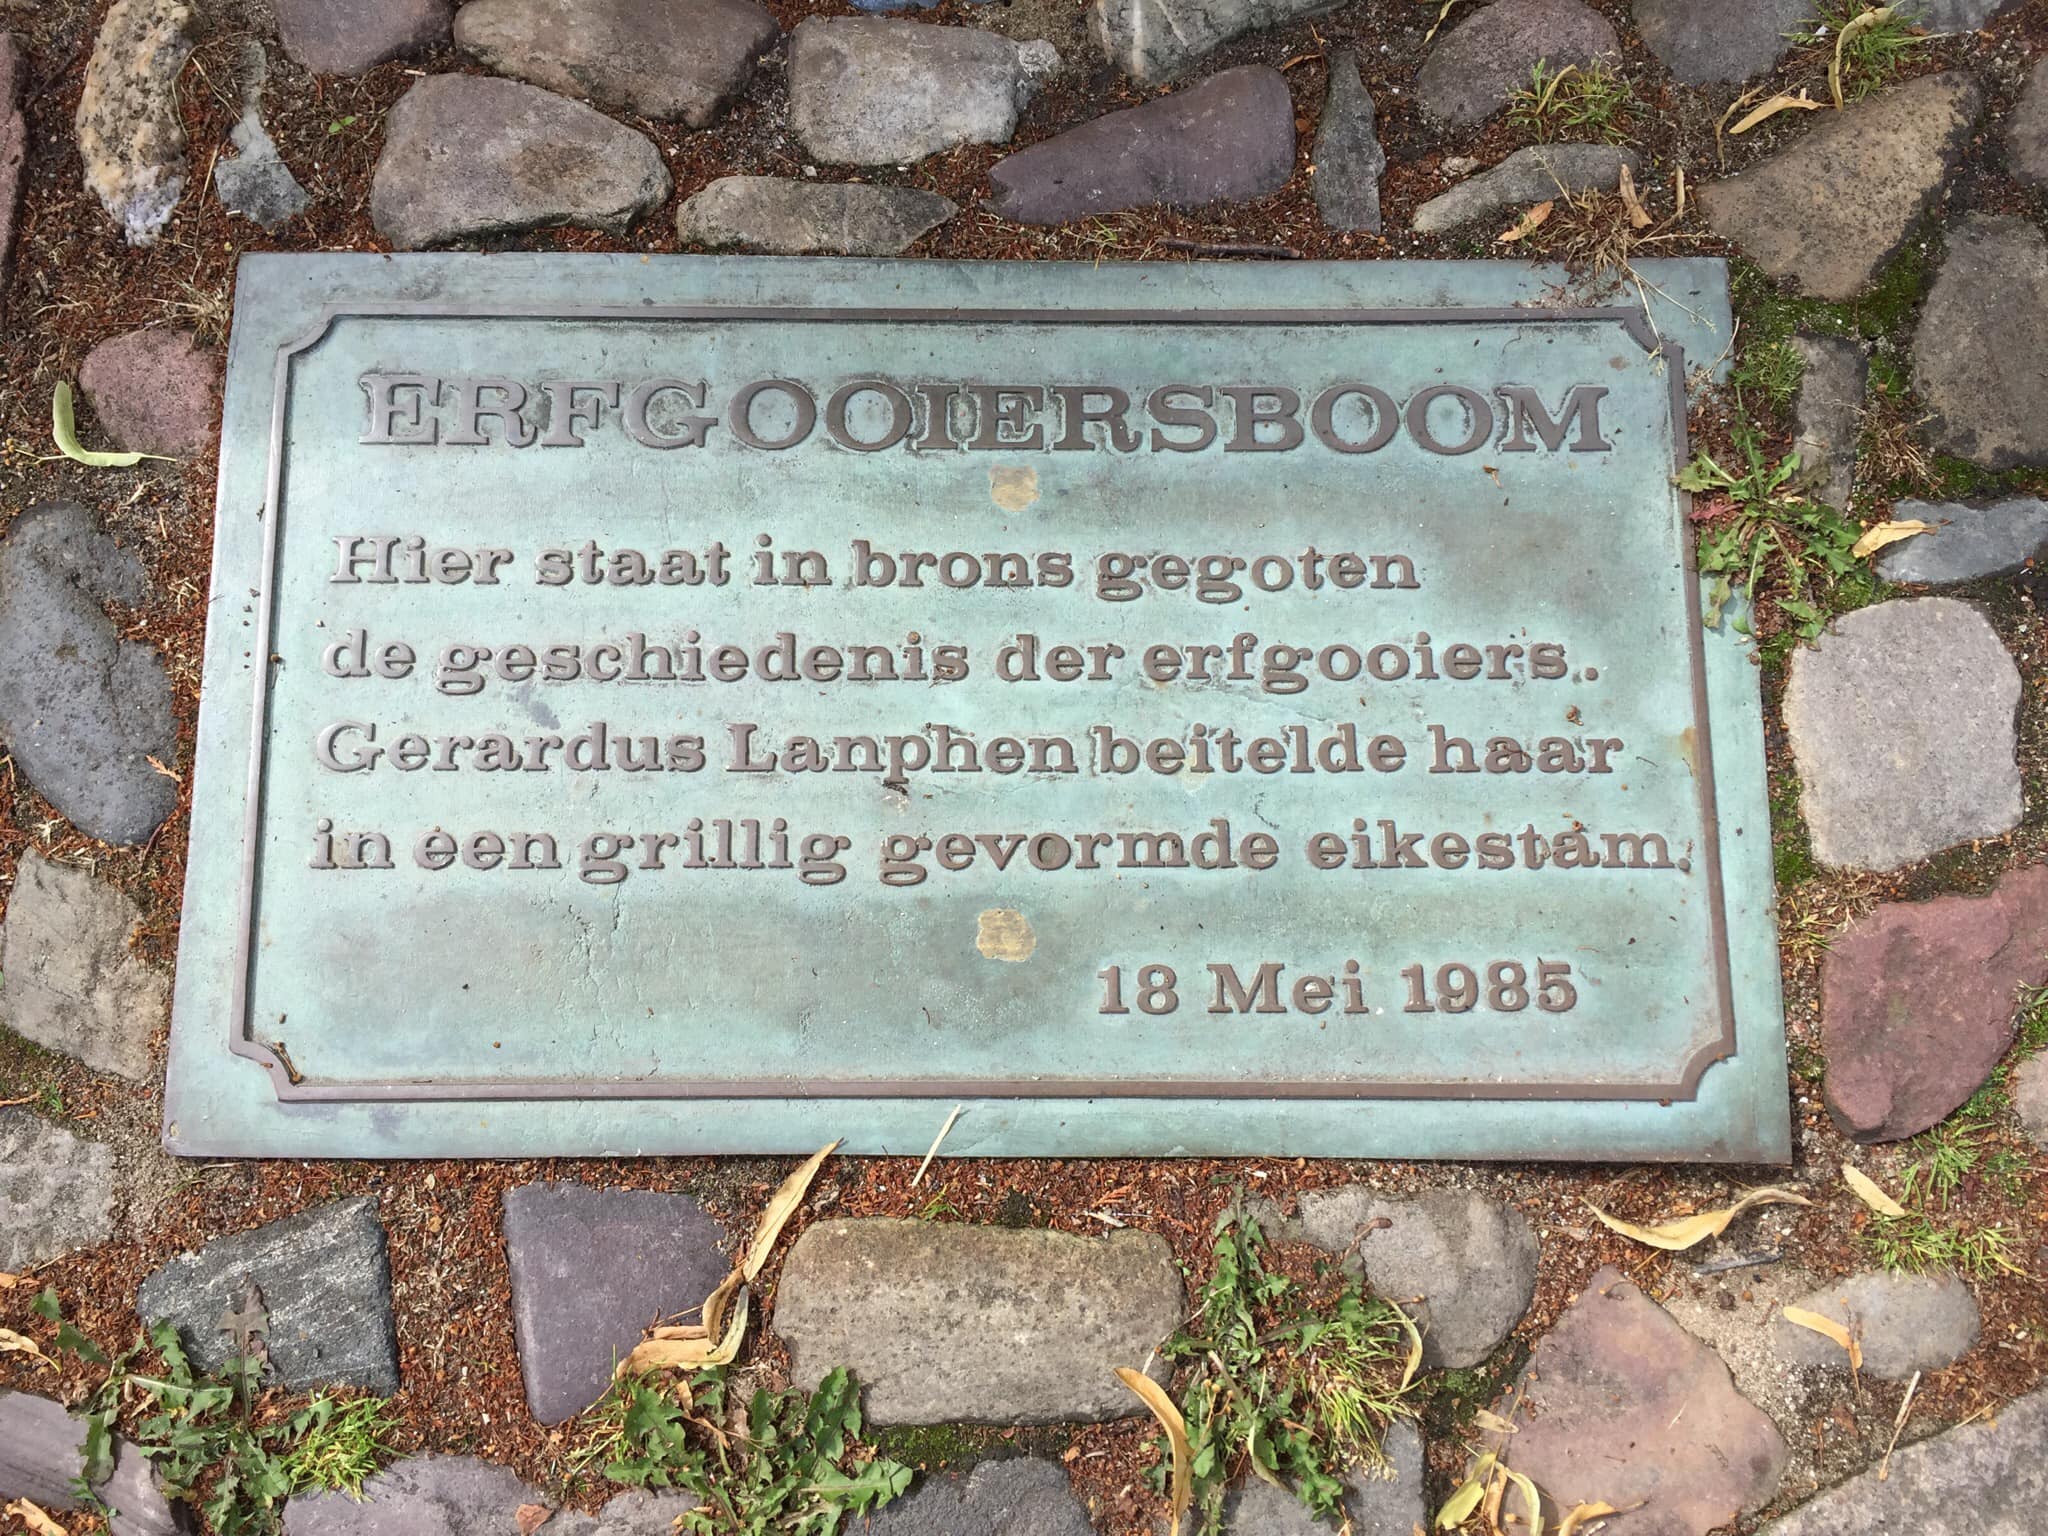 ERFGOOIERSBOOM
Hier staat in brons gegoten
de geschiedenis der erfgooiers..
Gerardus Lanphen beitelde haar
in een grillig gevormde eikestam.
18 Mei 1985